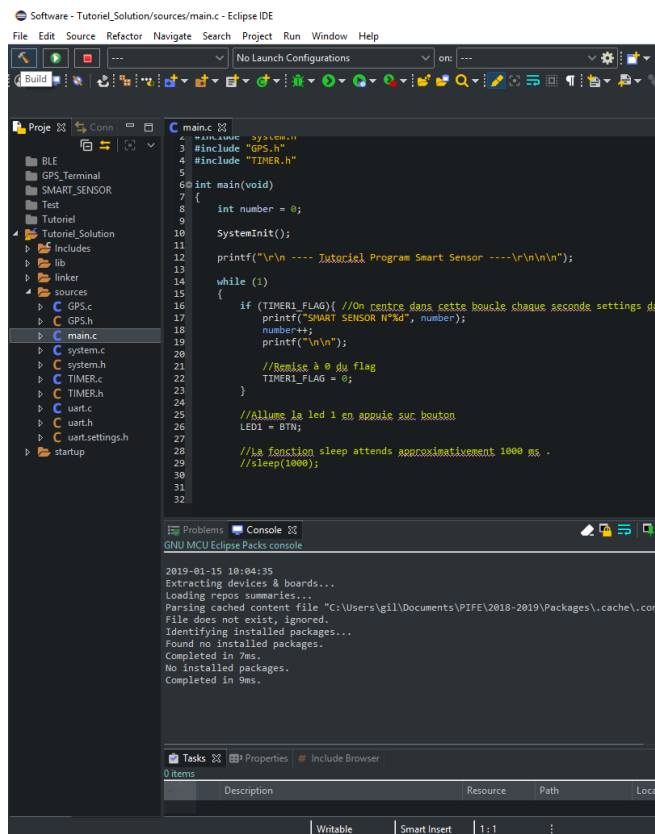 Software - Tutoriel_Solution/sources/main.c - Eclipse IDE
File Edit Source Refactor Navigate Search Project Run Window Help
--- No Launch Configurations on: ---
Build
Proje Conn
main.c
BLE
GPS_Terminal
SMART_SENSOR
Test
Tutoriel
Tutoriel_Solution
Includes
lib
linker
sources
GPS.c
GPS.h
main.c
system.c
system.h
TIMER.c
TIMER.h
uart.c
uart.h
uart.settings.h
startup
2 #include "system.h"
3 #include "GPS.h"
4 #include "TIMER.h"
5
6 int main(void)
7 {
8 int number = 0;
9
10 SystemInit();
11
12 printf("\r\n ---- Tutoriel Program Smart Sensor ----\r\n\n\n");
13
14 while (1)
15 {
16 if (TIMER1_FLAG){ //On rentre dans cette boucle chaque seconde settings da
17 printf("SMART SENSOR N°%d", number);
18 number++;
19 printf("\n\n");
20
21 //Remise à 0 du flag
22 TIMER1_FLAG = 0;
23 }
24
25 //Allume la led 1 en appuie sur bouton
26 LED1 = BTN;
27
28 //La fonction sleep attends approximativement 1000 ms .
29 //sleep(1000);
30
31
32
Problems Console
GNU MCU Eclipse Packs console
2019-01-15 10:04:35
Extracting devices & boards...
Loading repos summaries...
Parsing cached content file "C:\Users\gil\Documents\PIFE\2018-2019\Packages\.cache\.con
File does not exist, ignored.
Identifying installed packages...
Found no installed packages.
Completed in 7ms.
No installed packages.
Completed in 9ms.
Tasks Properties # Include Browser
0 items
Description Resource Path Loca
Writable Smart Insert 1 : 1